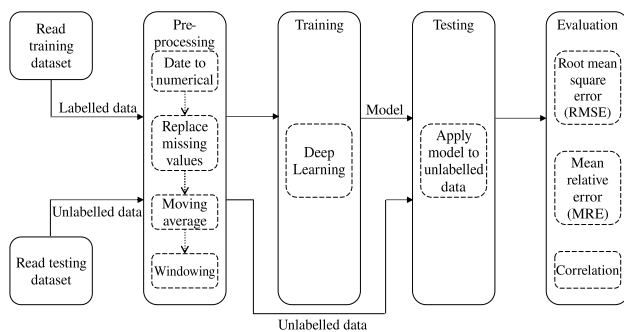 Read
training
dataset
Labelled data
Unlabelled data
Read testing
dataset
Pre-
processing
Date to
numerical
Replace
missing
values
Moving
average
Windowing
Training
Deep
Learning
Model
Unlabelled data
Testing
Apply
model to
unlabelled
data
Evaluation
Root mean
square
error
(RMSE)
Mean
relative
error
(MRE)
Correlation